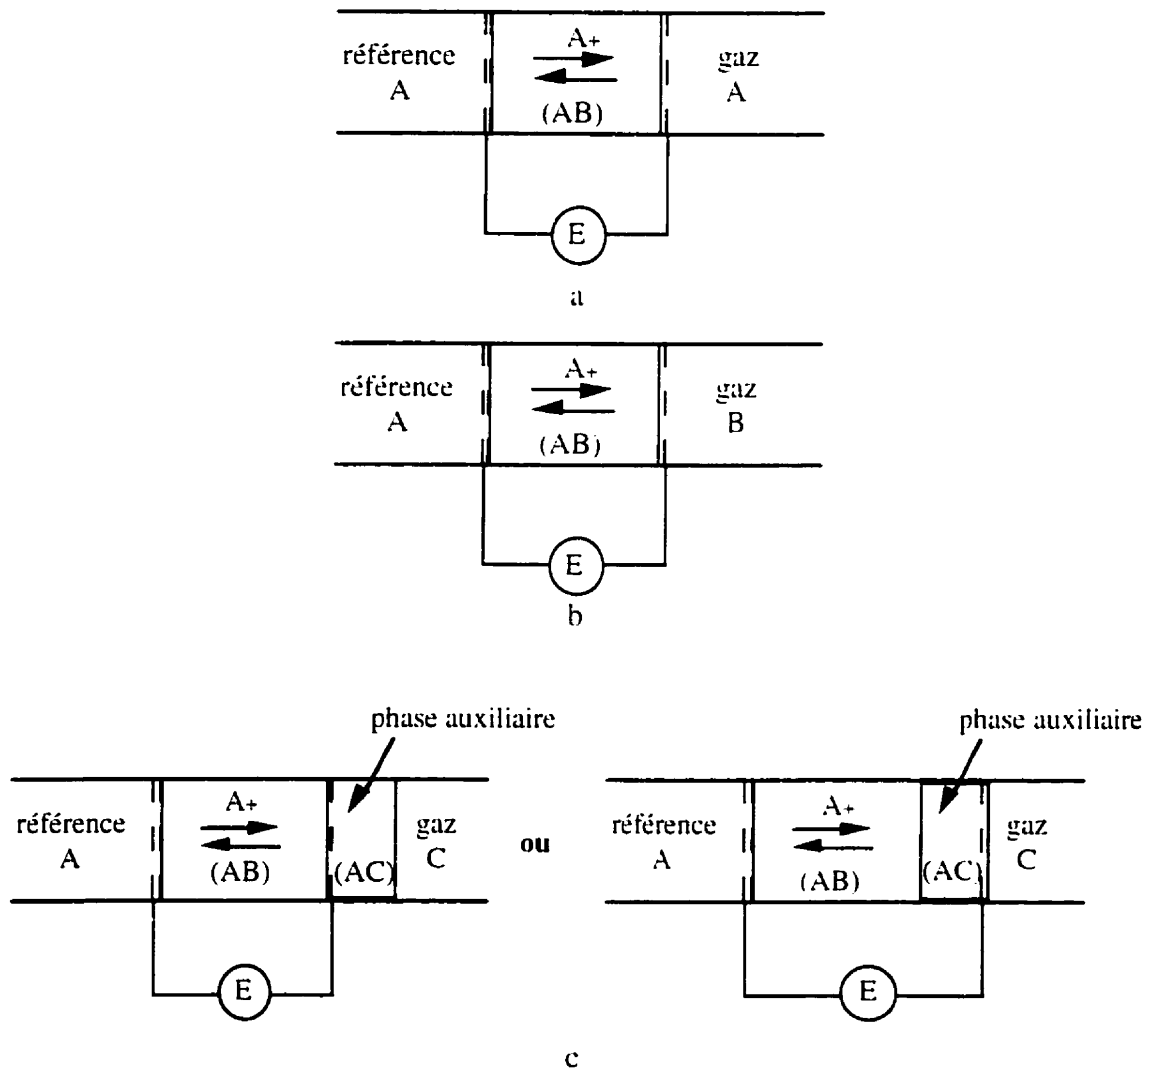 référence
A
A+
(AB)
gaz
A
E
a
référence
A
A+
(AB)
gaz
B
E
b
phase auxiliaire
référence
A
A+
(AB)
(AC)
gaz
C
E
ou
phase auxiliaire
référence
A
A+
(AB)
(AC)
gaz
C
E
c